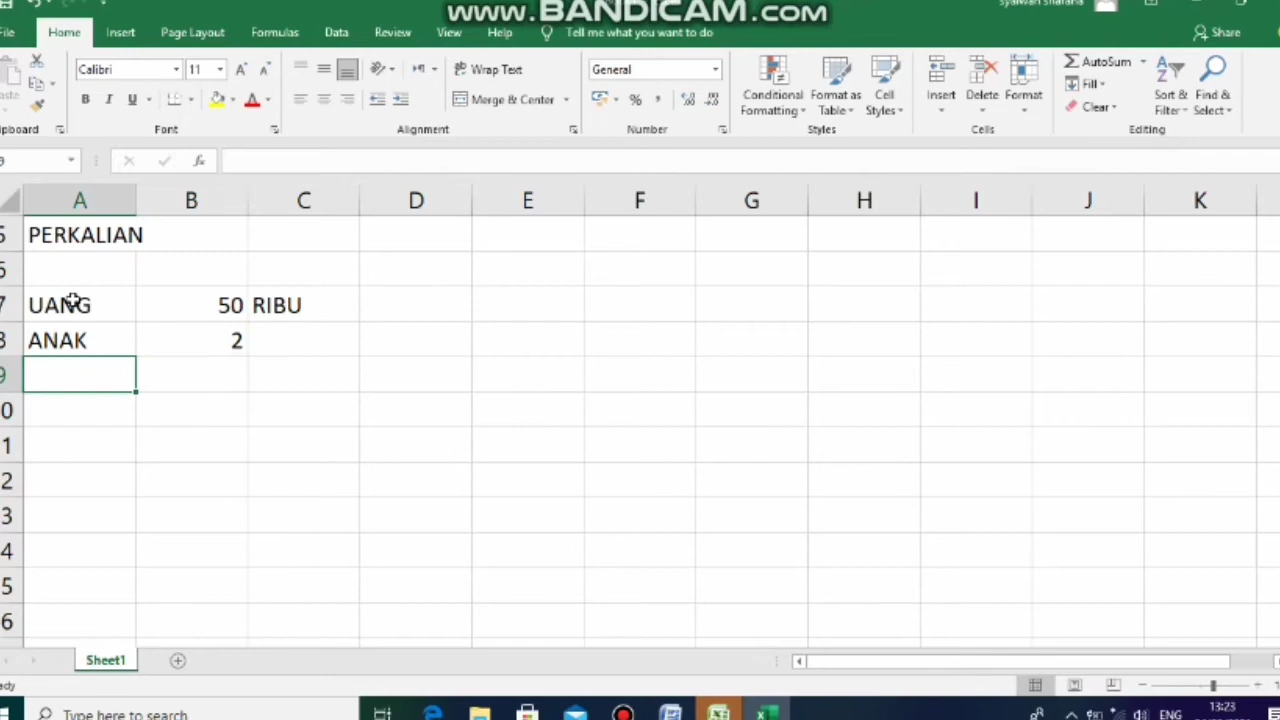 www.BANDICAM.com
Home Insert Page Layout Formulas Data Review View Help Tell me what you want to do Share
Calibri 11 Wrap Text General AutoSum
Conditional Formatting Format as Table Cell Styles Insert Delete Format Fill Sort & Filter Find & Select
B I U Merge & Center % Clear
Font Alignment Number Styles Cells Editing
fx
A B C D E F G H I J K
PERKALIAN
UANG 50 RIBU
ANAK 2
Sheet1
Type here to search ENG 13:23